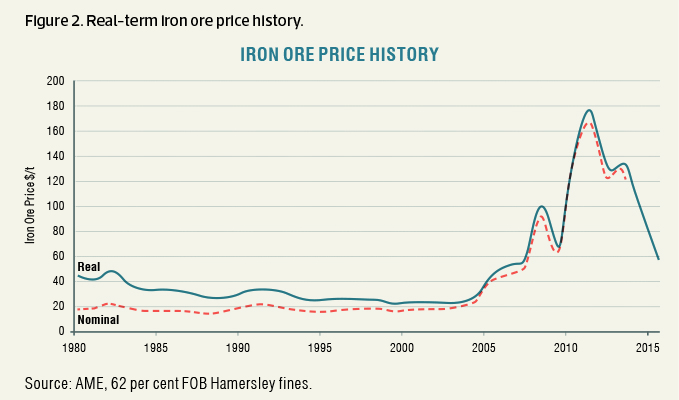 Figure 2. Real-term iron ore price history.
IRON ORE PRICE HISTORY
Iron Ore Price $/t
200
180
160
140
120
100
80
60
40
20
0
Real
Nominal
1980 1985 1990 1995 2000 2005 2010 2015
Source: AME, 62 per cent FOB Hamersley fines.